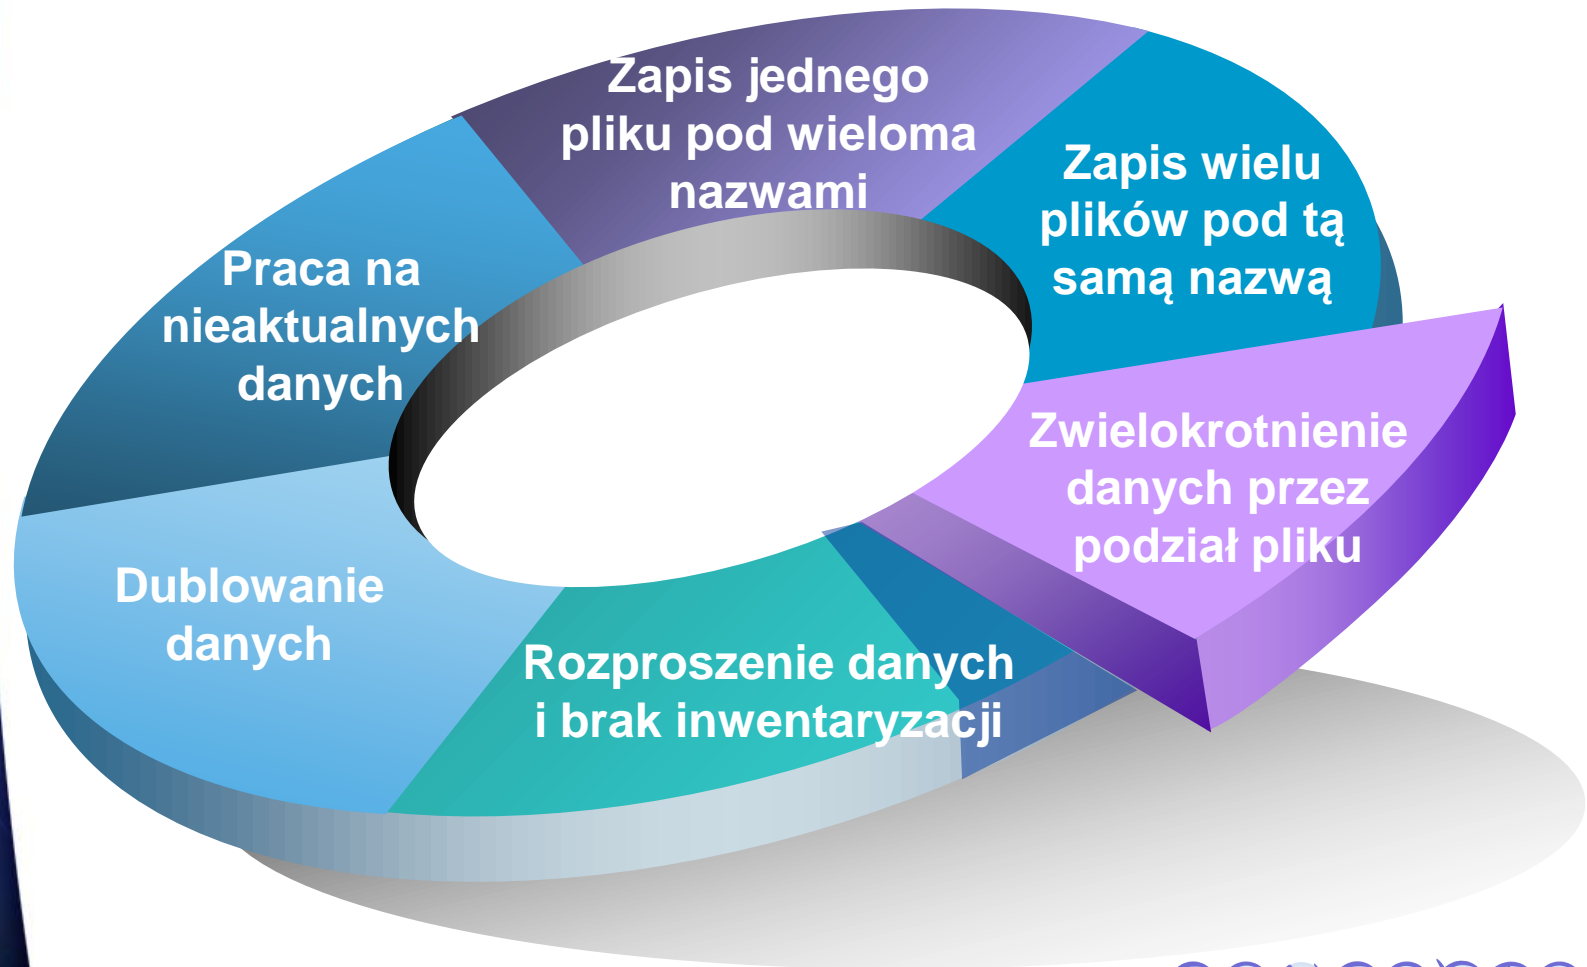 Zapis jednego
pliku pod wieloma
nazwami
Zapis wielu
plików pod tą
samą nazwą
Zwielokrotnienie
danych przez
podział pliku
Rozproszenie danych
i brak inwentaryzacji
Dublowanie
danych
Praca na
nieaktualnych
danych